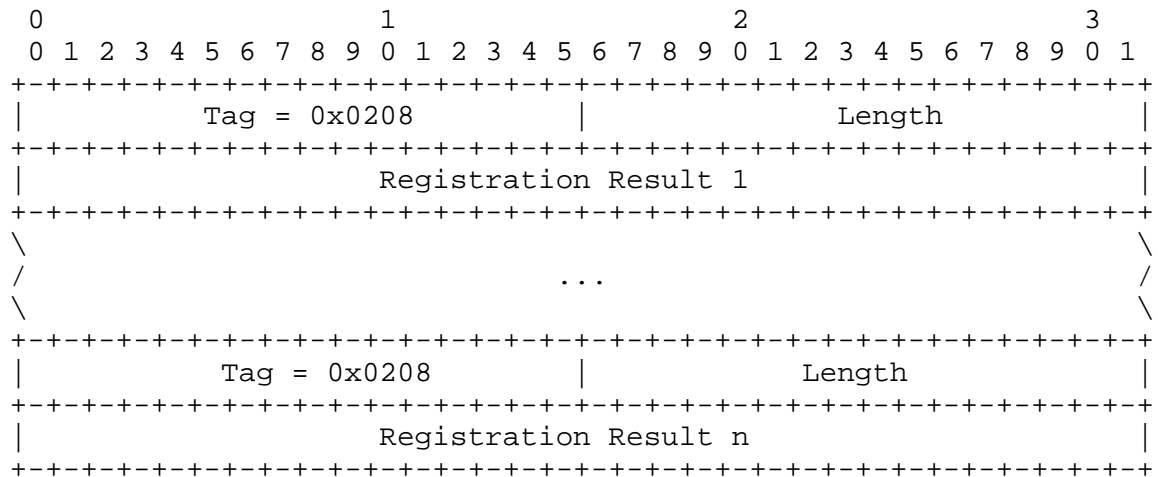 0                   1                   2                   3
 0 1 2 3 4 5 6 7 8 9 0 1 2 3 4 5 6 7 8 9 0 1 2 3 4 5 6 7 8 9 0 1
+-+-+-+-+-+-+-+-+-+-+-+-+-+-+-+-+-+-+-+-+-+-+-+-+-+-+-+-+-+-+-+-+
|          Tag = 0x0208         |              Length           |
+-+-+-+-+-+-+-+-+-+-+-+-+-+-+-+-+-+-+-+-+-+-+-+-+-+-+-+-+-+-+-+-+
|                    Registration Result 1                      |
+-+-+-+-+-+-+-+-+-+-+-+-+-+-+-+-+-+-+-+-+-+-+-+-+-+-+-+-+-+-+-+-+
\                                                               \
/                              ...                              /
\                                                               \
+-+-+-+-+-+-+-+-+-+-+-+-+-+-+-+-+-+-+-+-+-+-+-+-+-+-+-+-+-+-+-+-+
|           Tag = 0x0208        |            Length             |
+-+-+-+-+-+-+-+-+-+-+-+-+-+-+-+-+-+-+-+-+-+-+-+-+-+-+-+-+-+-+-+-+
|                    Registration Result n                      |
+-+-+-+-+-+-+-+-+-+-+-+-+-+-+-+-+-+-+-+-+-+-+-+-+-+-+-+-+-+-+-+-+